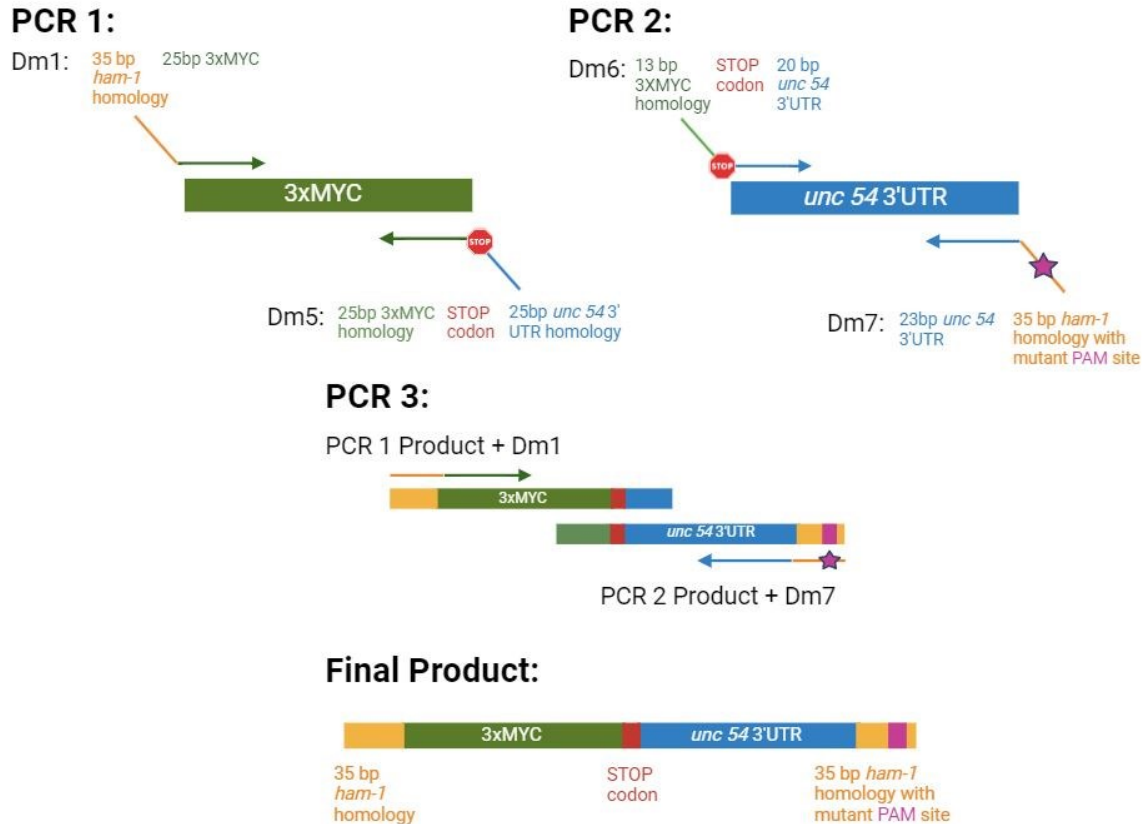 PCR 1:
Dm1: 35 bp ham-1 homology 25bp 3xMYC
3xMYC
STOP
Dm5: 25bp 3xMYC homology STOP codon 25bp unc 54 3' UTR homology
PCR 2:
Dm6: 13 bp 3XMYC homology STOP codon 20 bp unc 54 3'UTR
STOP
unc 54 3'UTR
Dm7: 23bp unc 54 3'UTR 35 bp ham-1 homology with mutant PAM site
PCR 3:
PCR 1 Product + Dm1
3xMYC
unc 54 3'UTR
PCR 2 Product + Dm7
Final Product:
3xMYC unc 54 3'UTR
35 bp ham-1 homology STOP codon 35 bp ham-1 homology with mutant PAM site